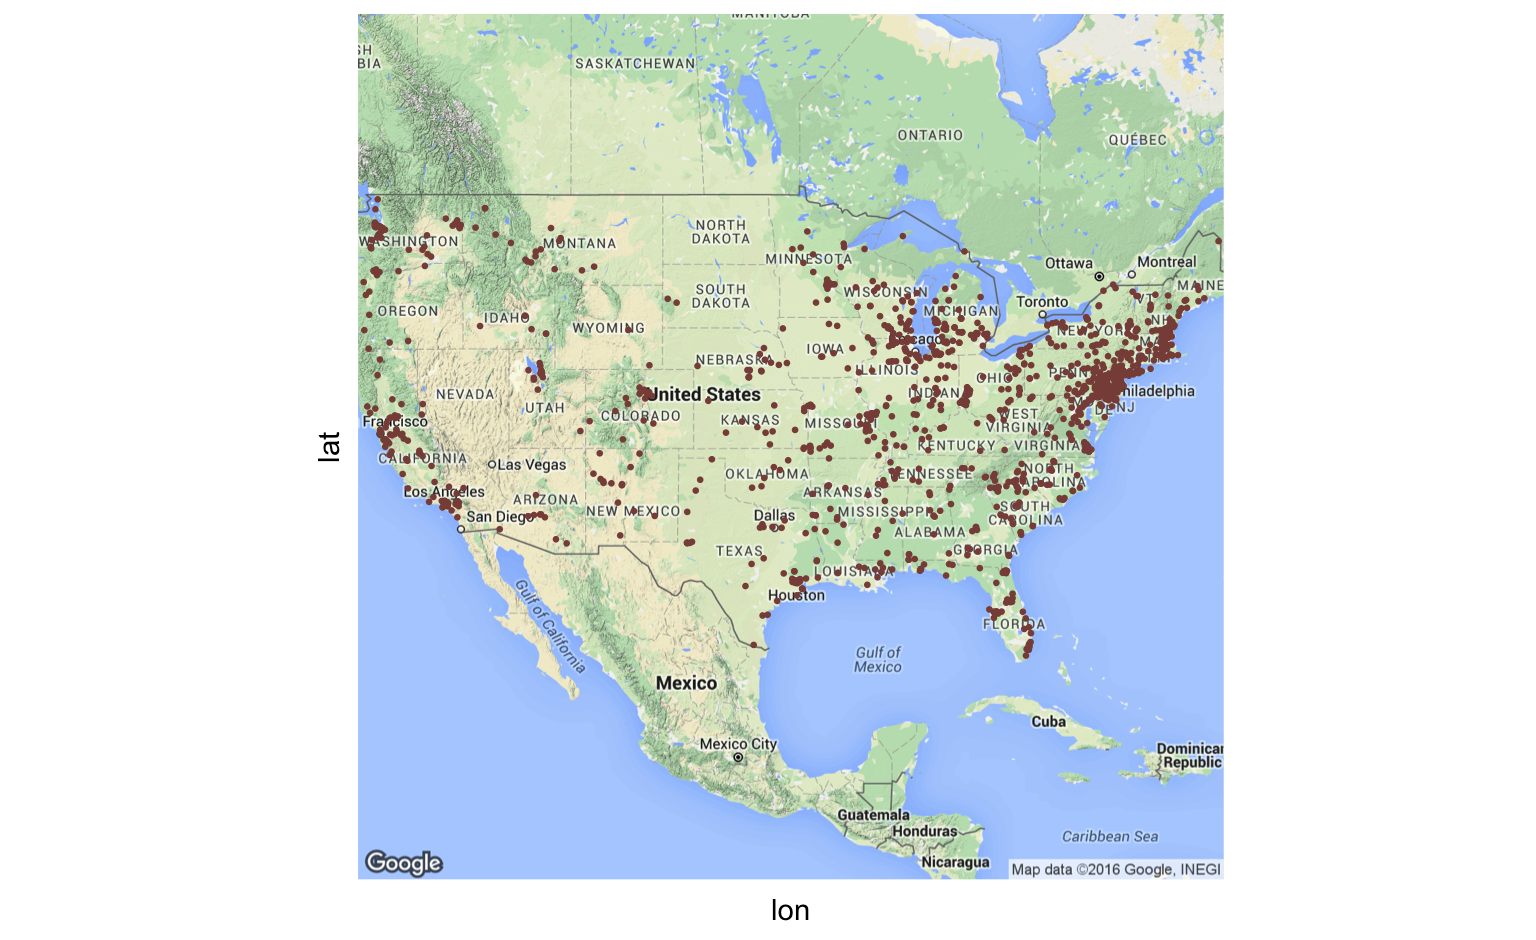 MANITOBA
SH
BIA
SASKATCHEWAN
ONTARIO
QUÉBEC
WASHINGTON
MONTANA
NORTH
DAKOTA
MINNESOTA
Ottawa
Montreal
SOUTH
DAKOTA
WISCONSIN
MICHIGAN
Toronto
VT
MAINE
OREGON
IDAHO
WYOMING
NH
NEW YORK
MA
IOWA
NEBRASKA
ILLINOIS
OHIO
PENN
NEVADA
United States
INDIANA
Philadelphia
UTAH
COLORADO
DE
NJ
Francisco
KANSAS
MISSOURI
WEST
VIRGINIA
KENTUCKY
VIRGINIA
CALIFORNIA
Las Vegas
OKLAHOMA
TENNESSEE
NORTH
CAROLINA
Los Angeles
ARIZONA
ARKANSAS
San Diego
NEW MEXICO
Dallas
MISSISSIPPI
SOUTH
CAROLINA
ALABAMA
TEXAS
GEORGIA
LOUISIANA
Houston
Gulf of California
FLORIDA
Gulf of
Mexico
Mexico
Cuba
Mexico City
Dominican
Republic
Guatemala
Honduras
Caribbean Sea
Nicaragua
Google
Map data ©2016 Google, INEGI
lat
lon